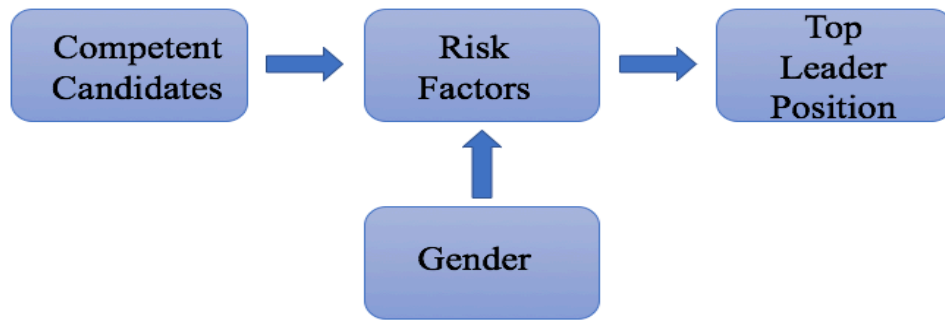 Competent
Candidates
Risk
Factors
Top
Leader
Position
Gender